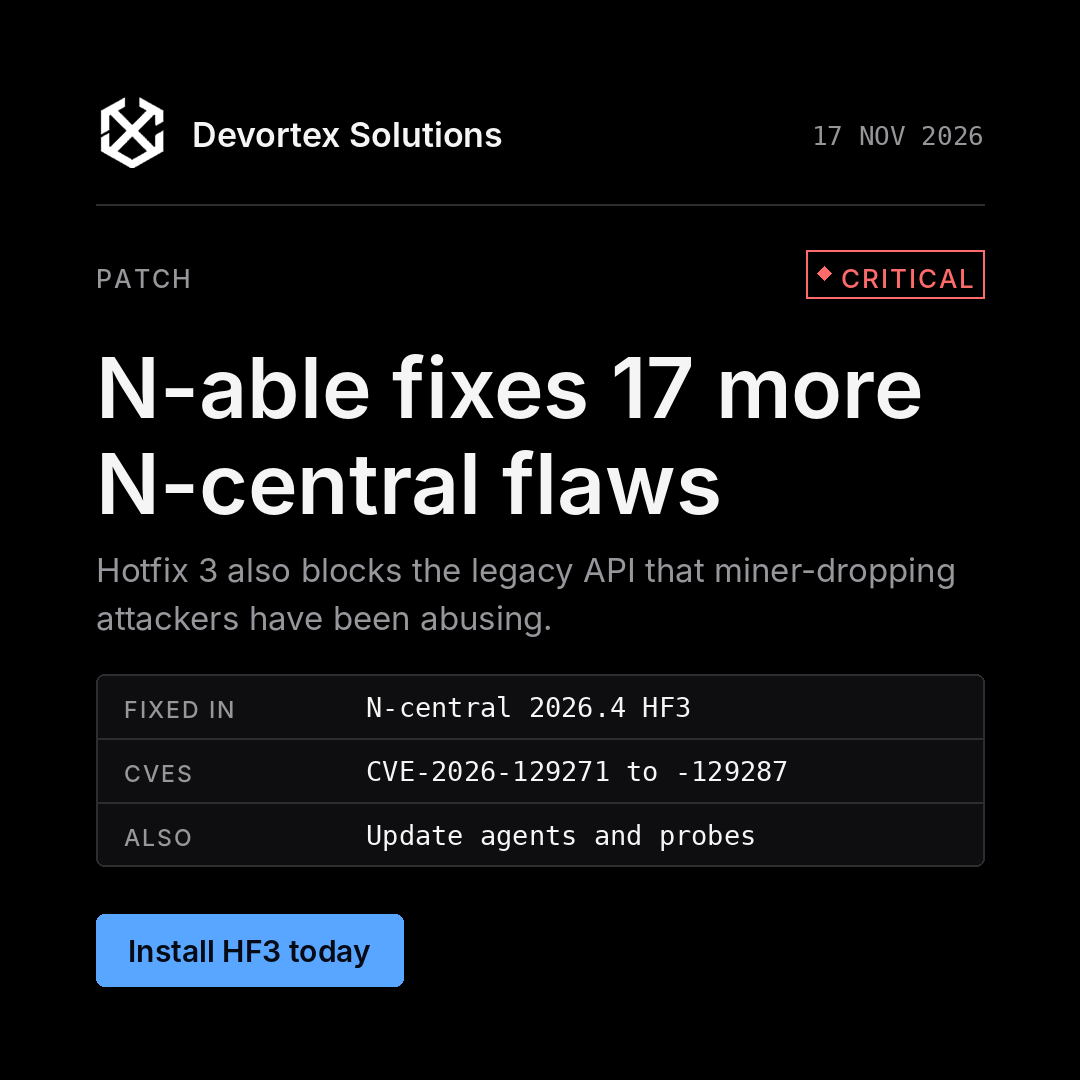 Devortex Solutions
17 NOV 2026
PATCH
CRITICAL
N-able fixes 17 more
N-central flaws
Hotfix 3 also blocks the legacy API that miner-dropping
attackers have been abusing.
FIXED IN N-central 2026.4 HF3
CVES CVE-2026-129271 to -129287
ALSO Update agents and probes
Install HF3 today